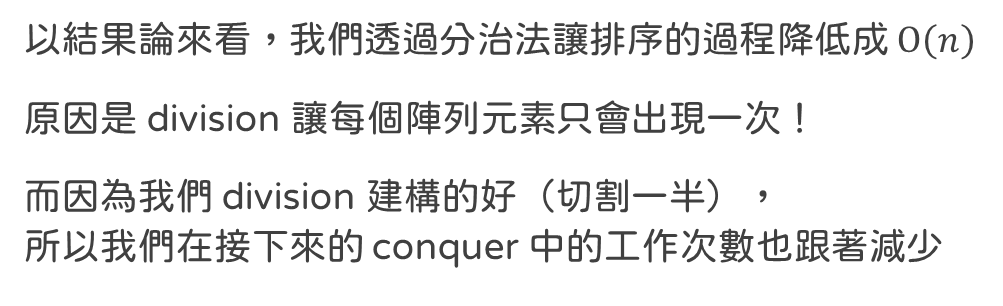 以結果論來看，我們透過分治法讓排序的過程降低成 O(n)
原因是 division 讓每個陣列元素只會出現一次！
而因為我們 division 建構的好（切割一半），
所以我們在接下來的 conquer 中的工作次數也跟著減少